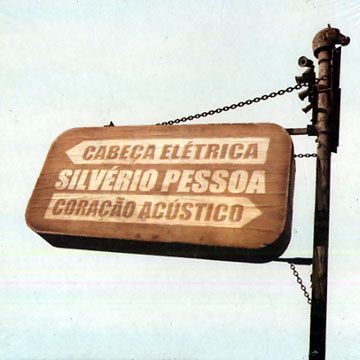 CABEÇA ELÉTRICA
SILVÉRIO PESSOA
CORAÇÃO ACÚSTICO